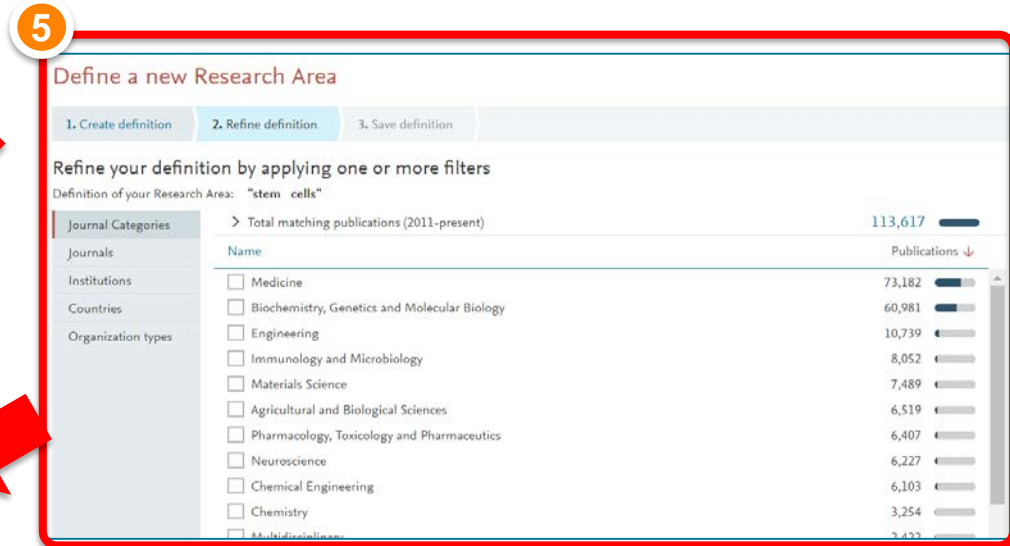 5
Define a new Research Area
1. Create definition 2. Refine definition 3. Save definition
Refine your definition by applying one or more filters
Definition of your Research Area: "stem cells"
Journal Categories > Total matching publications (2011-present) 113,617
Journals Name Publications ↓
Institutions Medicine 73,182
Countries Biochemistry, Genetics and Molecular Biology 60,981
Organization types Engineering 10,739
Immunology and Microbiology 8,052
Materials Science 7,489
Agricultural and Biological Sciences 6,519
Pharmacology, Toxicology and Pharmaceutics 6,407
Neuroscience 6,227
Chemical Engineering 6,103
Chemistry 3,254
Multidisciplinary